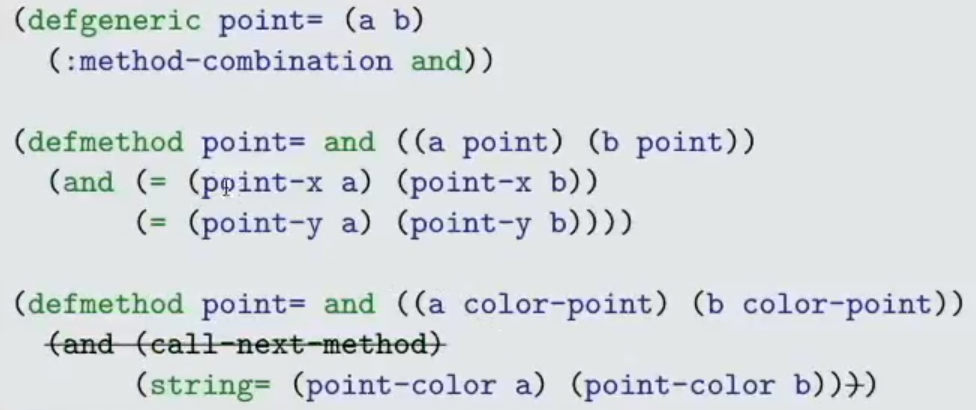 (defgeneric point= (a b)
(:method-combination and))
(defmethod point= and ((a point) (b point))
(and (= (point-x a) (point-x b))
(= (point-y a) (point-y b))))
(defmethod point= and ((a color-point) (b color-point))
(and (call-next-method)
(string= (point-color a) (point-color b))))